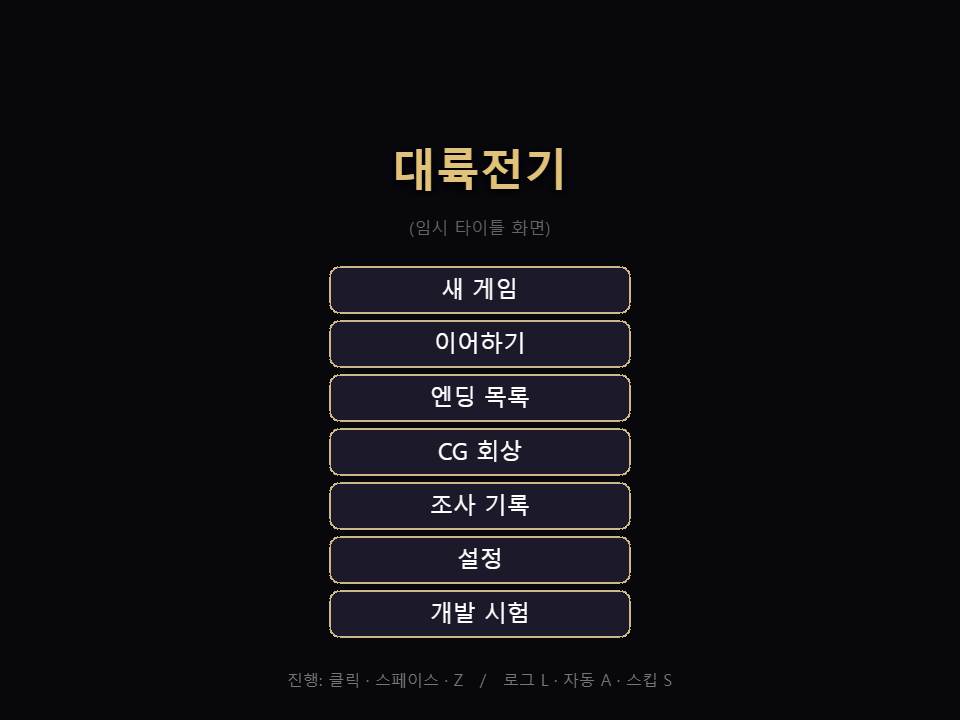 대륙전기
(임시 타이틀 화면)
새 게임
이어하기
엔딩 목록
CG 회상
조사 기록
설정
개발 시험
진행: 클릭 · 스페이스 · Z / 로그 L · 자동 A · 스킵 S